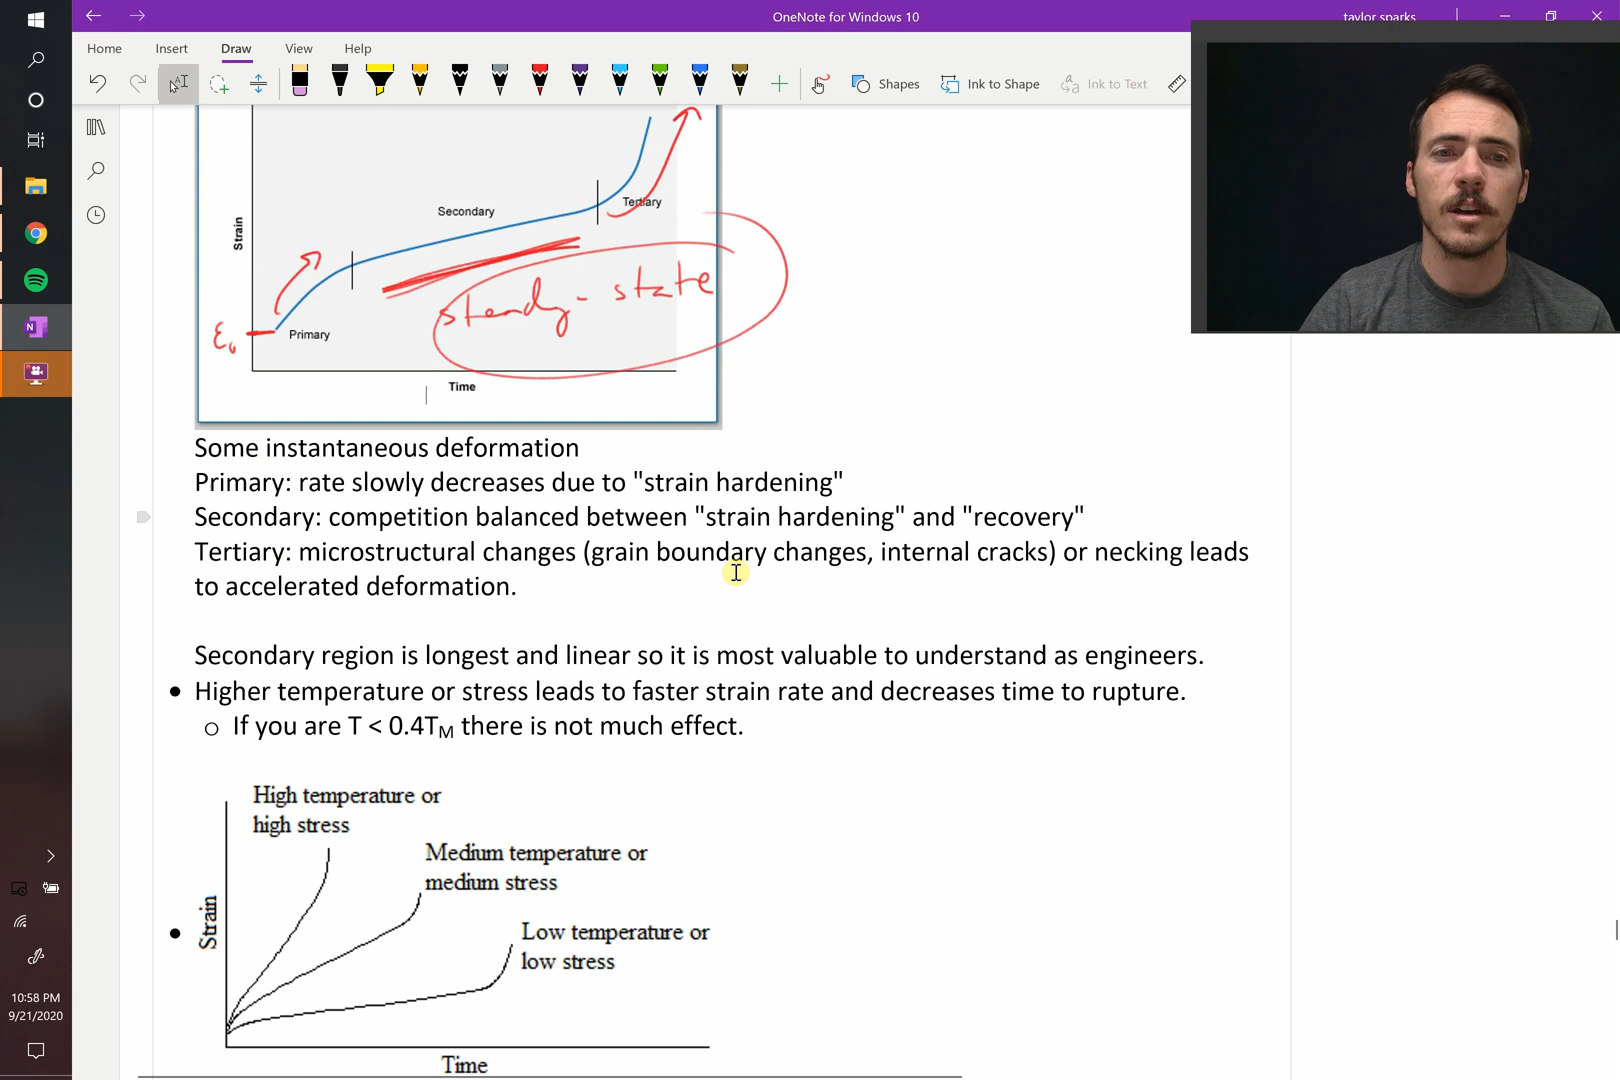 OneNote for Windows 10
taylor sparks
Home Insert Draw View Help
Shapes
Ink to Shape
Ink to Text
Strain
Secondary
Tertiary
steady-state
ε₀
Primary
Time
Some instantaneous deformation
Primary: rate slowly decreases due to "strain hardening"
Secondary: competition balanced between "strain hardening" and "recovery"
Tertiary: microstructural changes (grain boundary changes, internal cracks) or necking leads
to accelerated deformation.
Secondary region is longest and linear so it is most valuable to understand as engineers.
• Higher temperature or stress leads to faster strain rate and decreases time to rupture.
o If you are T < 0.4TM there is not much effect.
High temperature or
high stress
Medium temperature or
medium stress
Low temperature or
low stress
Strain
Time
10:58 PM
9/21/2020